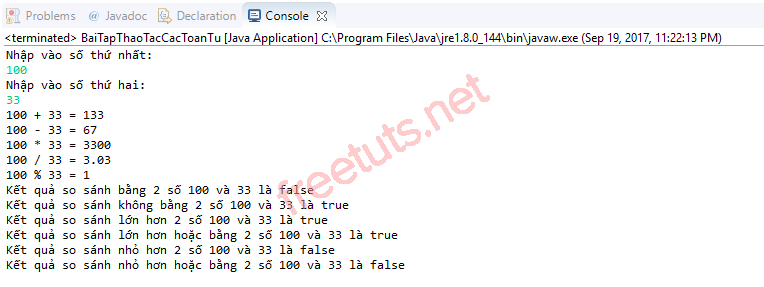 Problems @ Javadoc Declaration Console
<terminated> BaiTapThaoTacCacToanTu [Java Application] C:\Program Files\Java\jre1.8.0_144\bin\javaw.exe (Sep 19, 2017, 11:22:13 PM)
Nhập vào số thứ nhất:
100
Nhập vào số thứ hai:
33
100 + 33 = 133
100 - 33 = 67
100 * 33 = 3300
100 / 33 = 3.03
100 % 33 = 1
Kết quả so sánh bằng 2 số 100 và 33 là false
Kết quả so sánh không bằng 2 số 100 và 33 là true
Kết quả so sánh lớn hơn 2 số 100 và 33 là true
Kết quả so sánh lớn hơn hoặc bằng 2 số 100 và 33 là true
Kết quả so sánh nhỏ hơn 2 số 100 và 33 là false
Kết quả so sánh nhỏ hơn hoặc bằng 2 số 100 và 33 là false
freetuts.net